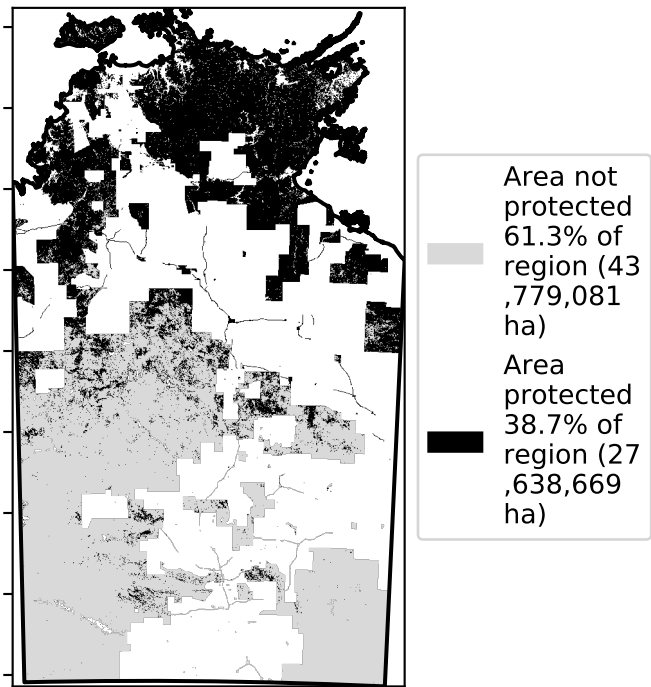 Area not
protected
61.3% of
region (43
,779,081
ha)
Area
protected
38.7% of
region (27
,638,669
ha)